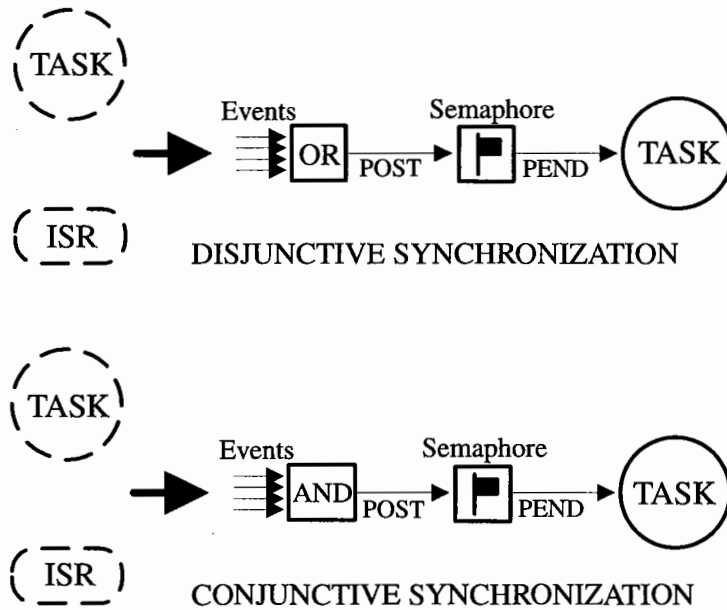 TASK
Events
Semaphore
OR
POST
PEND
TASK
ISR
DISJUNCTIVE SYNCHRONIZATION
TASK
Events
Semaphore
AND
POST
PEND
TASK
ISR
CONJUNCTIVE SYNCHRONIZATION